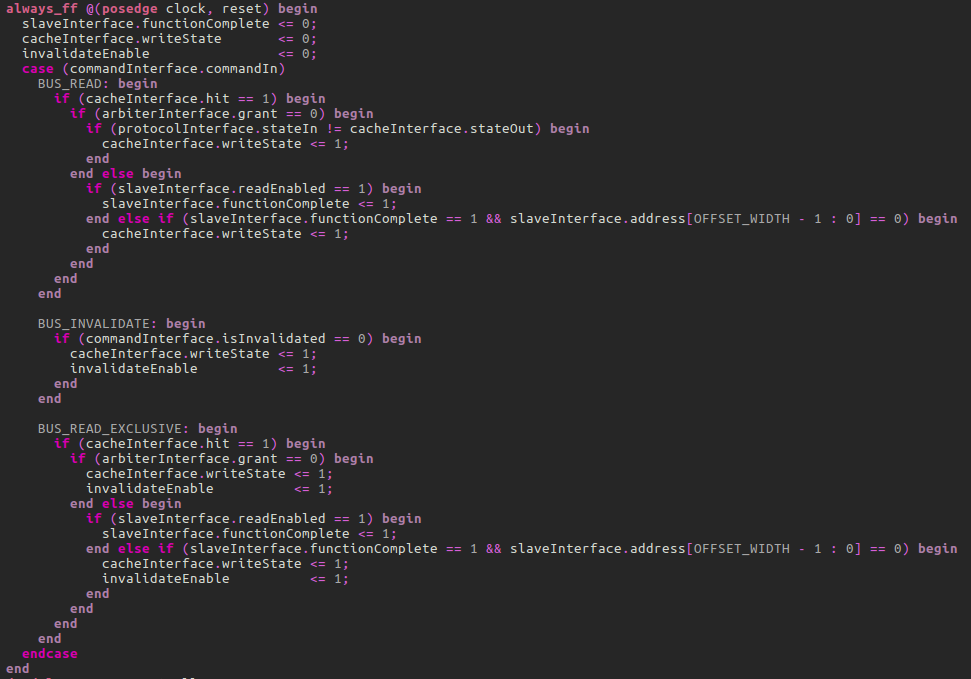 always_ff @(posedge clock, reset) begin
  slaveInterface.functionComplete <= 0;
  cacheInterface.writeState       <= 0;
  invalidateEnable                <= 0;
  case (commandInterface.commandIn)
    BUS_READ: begin
      if (cacheInterface.hit == 1) begin
        if (arbiterInterface.grant == 0) begin
          if (protocolInterface.stateIn != cacheInterface.stateOut) begin
            cacheInterface.writeState <= 1;
          end
        end else begin
          if (slaveInterface.readEnabled == 1) begin
            slaveInterface.functionComplete <= 1;
          end else if (slaveInterface.functionComplete == 1 && slaveInterface.address[OFFSET_WIDTH - 1 : 0] == 0) begin
            cacheInterface.writeState <= 1;
          end
        end
      end
    end

    BUS_INVALIDATE: begin
      if (commandInterface.isInvalidated == 0) begin
        cacheInterface.writeState <= 1;
        invalidateEnable          <= 1;
      end
    end

    BUS_READ_EXCLUSIVE: begin
      if (cacheInterface.hit == 1) begin
        if (arbiterInterface.grant == 0) begin
          cacheInterface.writeState <= 1;
          invalidateEnable          <= 1;
        end else begin
          if (slaveInterface.readEnabled == 1) begin
            slaveInterface.functionComplete <= 1;
          end else if (slaveInterface.functionComplete == 1 && slaveInterface.address[OFFSET_WIDTH - 1 : 0] == 0) begin
            cacheInterface.writeState <= 1;
            invalidateEnable          <= 1;
          end
        end
      end
    end
  endcase
end